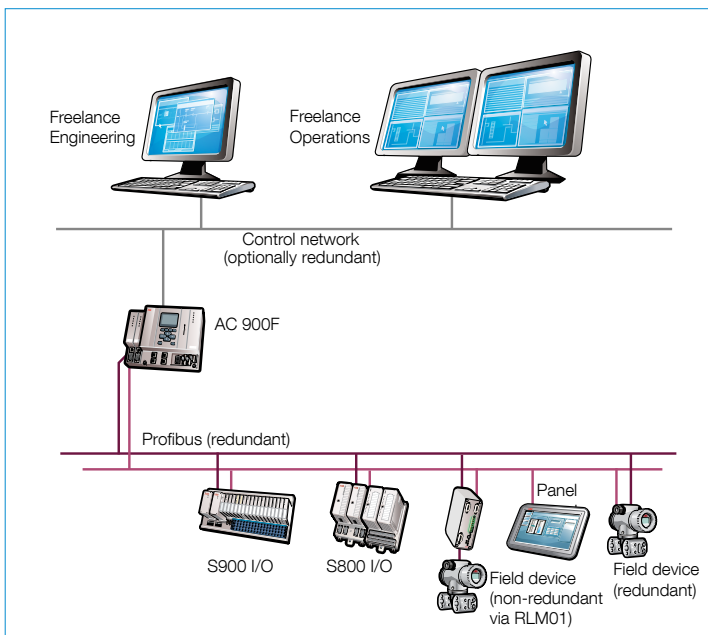 Freelance
Engineering
Freelance
Operations
Control network
(optionally redundant)
AC 900F
Profibus (redundant)
Panel
S900 I/O
S800 I/O
Field device
(non-redundant
via RLM01)
Field device
(redundant)